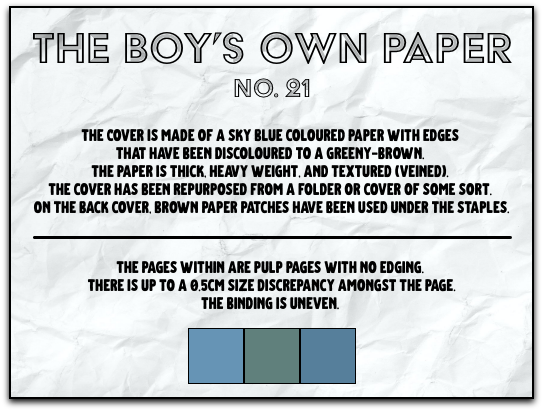 THE BOY'S OWN PAPER
NO. 21
THE COVER IS MADE OF A SKY BLUE COLOURED PAPER WITH EDGES
THAT HAVE BEEN DISCOLOURED TO A GREENY-BROWN.
THE PAPER IS THICK, HEAVY WEIGHT, AND TEXTURED (VEINED).
THE COVER HAS BEEN REPURPOSED FROM A FOLDER OR COVER OF SOME SORT.
ON THE BACK COVER, BROWN PAPER PATCHES HAVE BEEN USED UNDER THE STAPLES.
THE PAGES WITHIN ARE PULP PAGES WITH NO EDGING.
THERE IS UP TO A 0.5CM SIZE DISCREPANCY AMONGST THE PAGE.
THE BINDING IS UNEVEN.